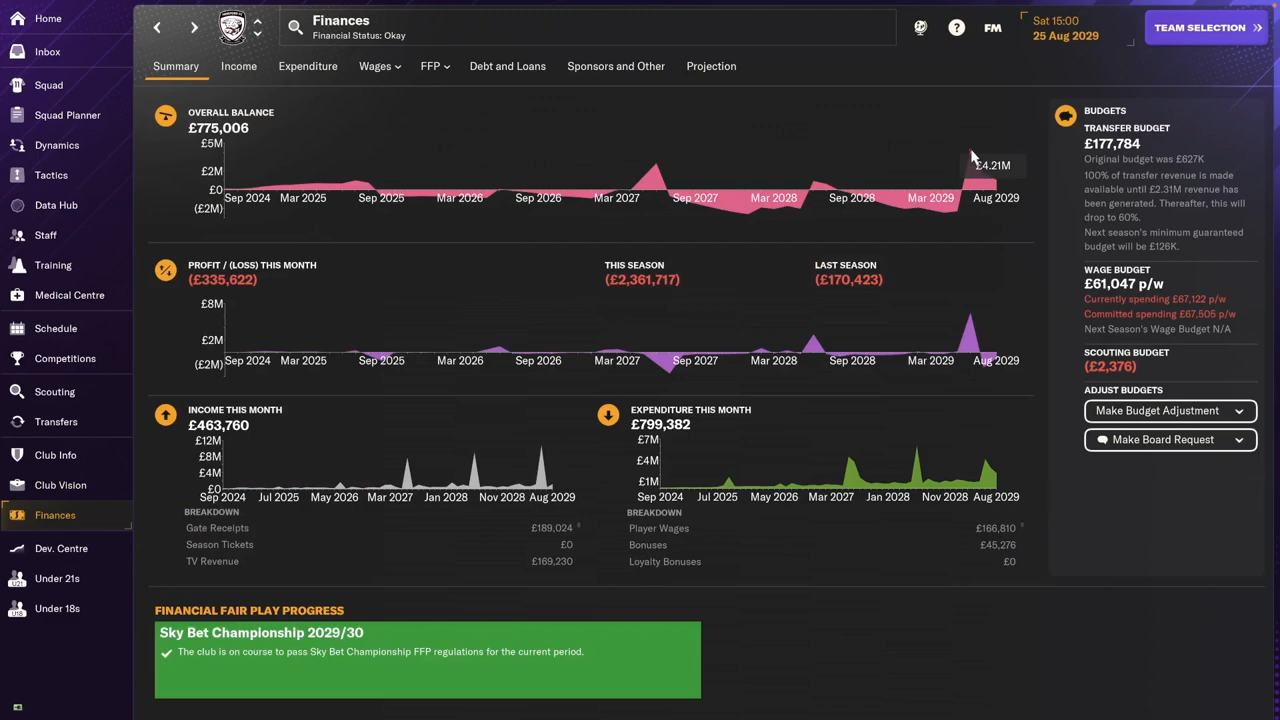 Home
Inbox
Squad
Squad Planner
Dynamics
Tactics
Data Hub
Staff
Training
Medical Centre
Schedule
Competitions
Scouting
Transfers
Club Info
Club Vision
Finances
Dev. Centre
U21
Under 21s
U18
Under 18s
Finances
Financial Status: Okay
?
FM
Sat 15:00
25 Aug 2029
TEAM SELECTION
Summary
Income
Expenditure
Wages
FFP
Debt and Loans
Sponsors and Other
Projection
OVERALL BALANCE
£775,006
£5M
£2M
£0
(£2M)
£4.21M
Sep 2024 Mar 2025 Sep 2025 Mar 2026 Sep 2026 Mar 2027 Sep 2027 Mar 2028 Sep 2028 Mar 2029 Aug 2029
PROFIT / (LOSS) THIS MONTH
(£335,622)
THIS SEASON
(£2,361,717)
LAST SEASON
(£170,423)
£8M
£2M
(£2M)
Sep 2024 Mar 2025 Sep 2025 Mar 2026 Sep 2026 Mar 2027 Sep 2027 Mar 2028 Sep 2028 Mar 2029 Aug 2029
INCOME THIS MONTH
£463,760
£12M
£8M
£4M
£0
Sep 2024 Jul 2025 May 2026 Mar 2027 Jan 2028 Nov 2028 Aug 2029
BREAKDOWN
Gate Receipts £189,024
Season Tickets £0
TV Revenue £169,230
EXPENDITURE THIS MONTH
£799,382
£7M
£4M
£1M
Sep 2024 Jul 2025 May 2026 Mar 2027 Jan 2028 Nov 2028 Aug 2029
BREAKDOWN
Player Wages £166,810
Bonuses £45,276
Loyalty Bonuses £0
FINANCIAL FAIR PLAY PROGRESS
Sky Bet Championship 2029/30
The club is on course to pass Sky Bet Championship FFP regulations for the current period.
BUDGETS
TRANSFER BUDGET
£177,784
Original budget was £627K
100% of transfer revenue is
made available until £2.31M revenue has
been generated. Thereafter, this will
drop to 60%.
Next season's minimum guaranteed
budget will be £126K.
WAGE BUDGET
£61,047 p/w
Currently spending £67,122 p/w
Committed spending £67,505 p/w
Next Season's Wage Budget N/A
SCOUTING BUDGET
(£2,376)
ADJUST BUDGETS
Make Budget Adjustment
Make Board Request